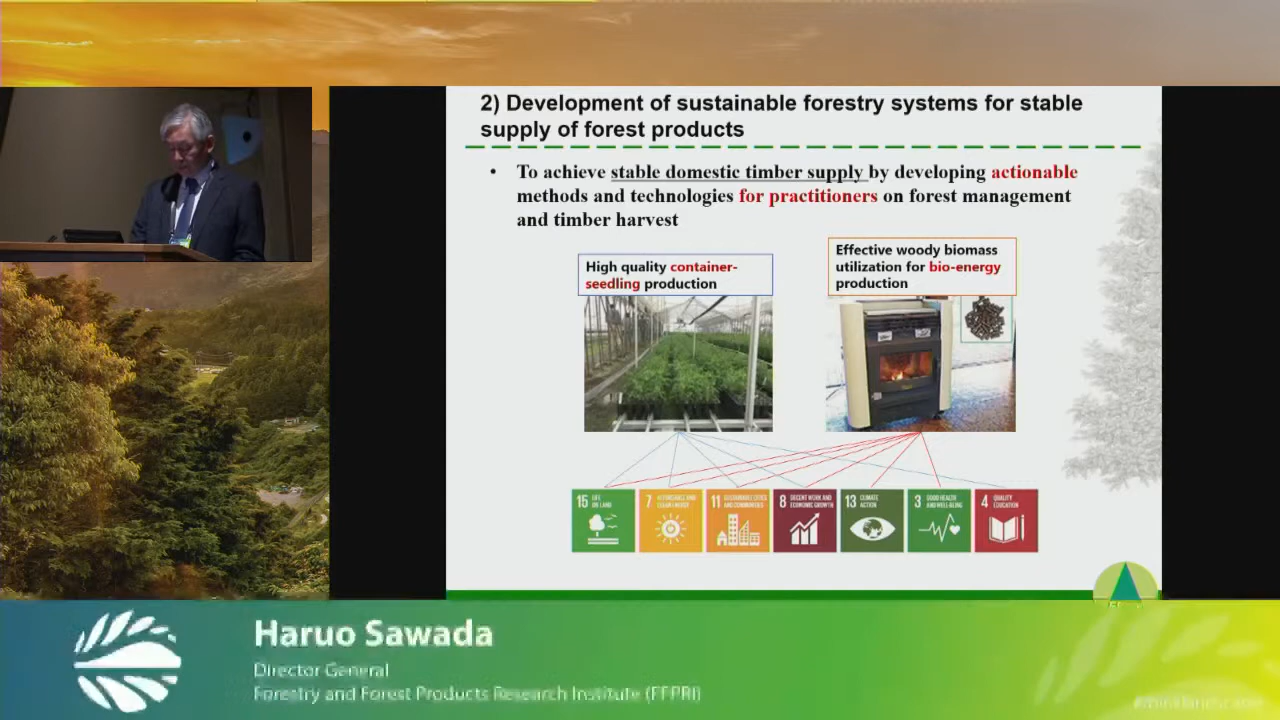 2) Development of sustainable forestry systems for stable
supply of forest products
• To achieve stable domestic timber supply by developing actionable
methods and technologies for practitioners on forest management
and timber harvest
High quality container-
seedling production
Effective woody biomass
utilization for bio-energy
production
15 LIFE
ON LAND
7 AFFORDABLE AND
CLEAN ENERGY
11 SUSTAINABLE CITIES
AND COMMUNITIES
8 DECENT WORK AND
ECONOMIC GROWTH
13 CLIMATE
ACTION
3 GOOD HEALTH
AND WELL-BEING
4 QUALITY
EDUCATION
Haruo Sawada
Director General
Forestry and Forest Products Research Institute (FFPRI)
#thinklandscape